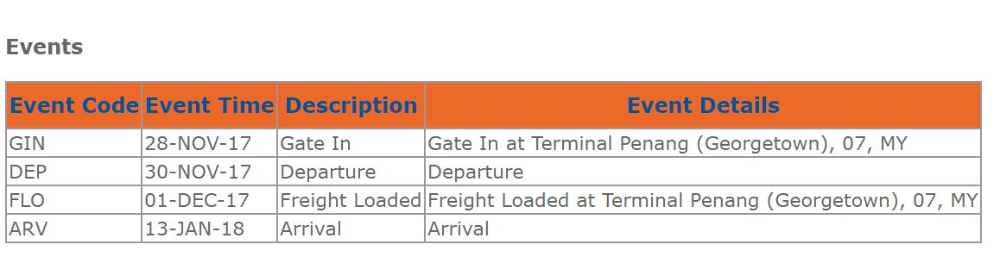 Events
Event Code Event Time Description Event Details
GIN 28-NOV-17 Gate In Gate In at Terminal Penang (Georgetown), 07, MY
DEP 30-NOV-17 Departure Departure
FLO 01-DEC-17 Freight Loaded Freight Loaded at Terminal Penang (Georgetown), 07, MY
ARV 13-JAN-18 Arrival Arrival